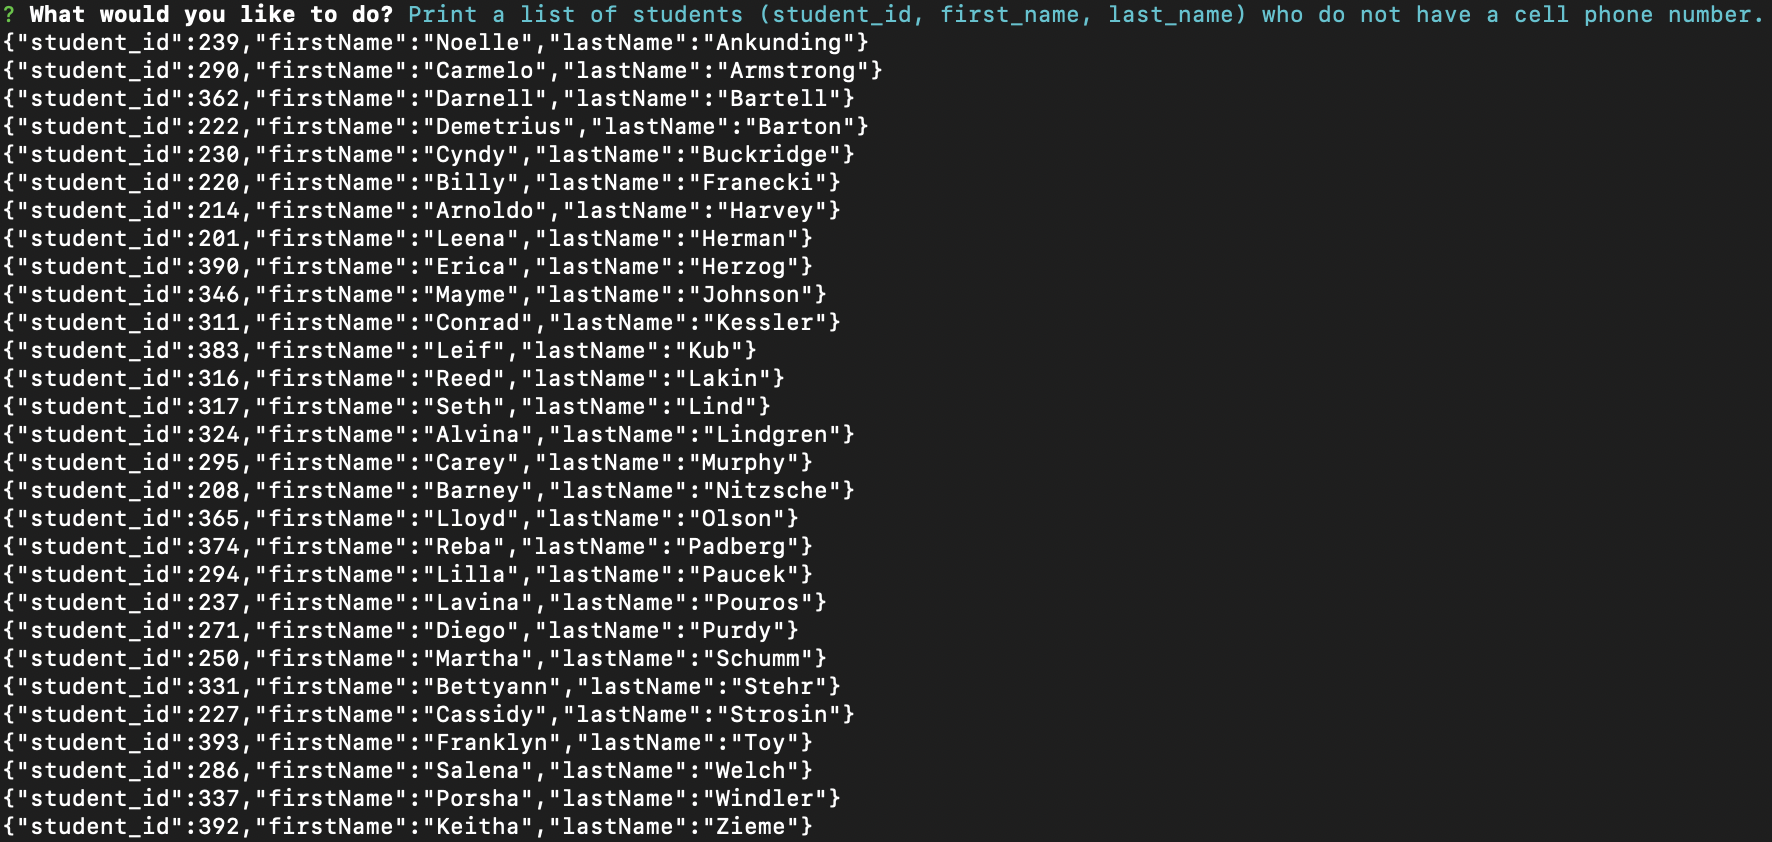 ? What would you like to do? Print a list of students (student_id, first_name, last_name) who do not have a cell phone number.
{"student_id":239,"firstName":"Noelle","lastName":"Ankunding"}
{"student_id":290,"firstName":"Carmelo","lastName":"Armstrong"}
{"student_id":362,"firstName":"Darnell","lastName":"Bartell"}
{"student_id":222,"firstName":"Demetrius","lastName":"Barton"}
{"student_id":230,"firstName":"Cyndy","lastName":"Buckridge"}
{"student_id":220,"firstName":"Billy","lastName":"Franecki"}
{"student_id":214,"firstName":"Arnoldo","lastName":"Harvey"}
{"student_id":201,"firstName":"Leena","lastName":"Herman"}
{"student_id":390,"firstName":"Erica","lastName":"Herzog"}
{"student_id":346,"firstName":"Mayme","lastName":"Johnson"}
{"student_id":311,"firstName":"Conrad","lastName":"Kessler"}
{"student_id":383,"firstName":"Leif","lastName":"Kub"}
{"student_id":316,"firstName":"Reed","lastName":"Lakin"}
{"student_id":317,"firstName":"Seth","lastName":"Lind"}
{"student_id":324,"firstName":"Alvina","lastName":"Lindgren"}
{"student_id":295,"firstName":"Carey","lastName":"Murphy"}
{"student_id":208,"firstName":"Barney","lastName":"Nitzsche"}
{"student_id":365,"firstName":"Lloyd","lastName":"Olson"}
{"student_id":374,"firstName":"Reba","lastName":"Padberg"}
{"student_id":294,"firstName":"Lilla","lastName":"Paucek"}
{"student_id":237,"firstName":"Lavina","lastName":"Pouros"}
{"student_id":271,"firstName":"Diego","lastName":"Purdy"}
{"student_id":250,"firstName":"Martha","lastName":"Schumm"}
{"student_id":331,"firstName":"Bettyann","lastName":"Stehr"}
{"student_id":227,"firstName":"Cassidy","lastName":"Strosin"}
{"student_id":393,"firstName":"Franklyn","lastName":"Toy"}
{"student_id":286,"firstName":"Salena","lastName":"Welch"}
{"student_id":337,"firstName":"Porsha","lastName":"Windler"}
{"student_id":392,"firstName":"Keitha","lastName":"Zieme"}